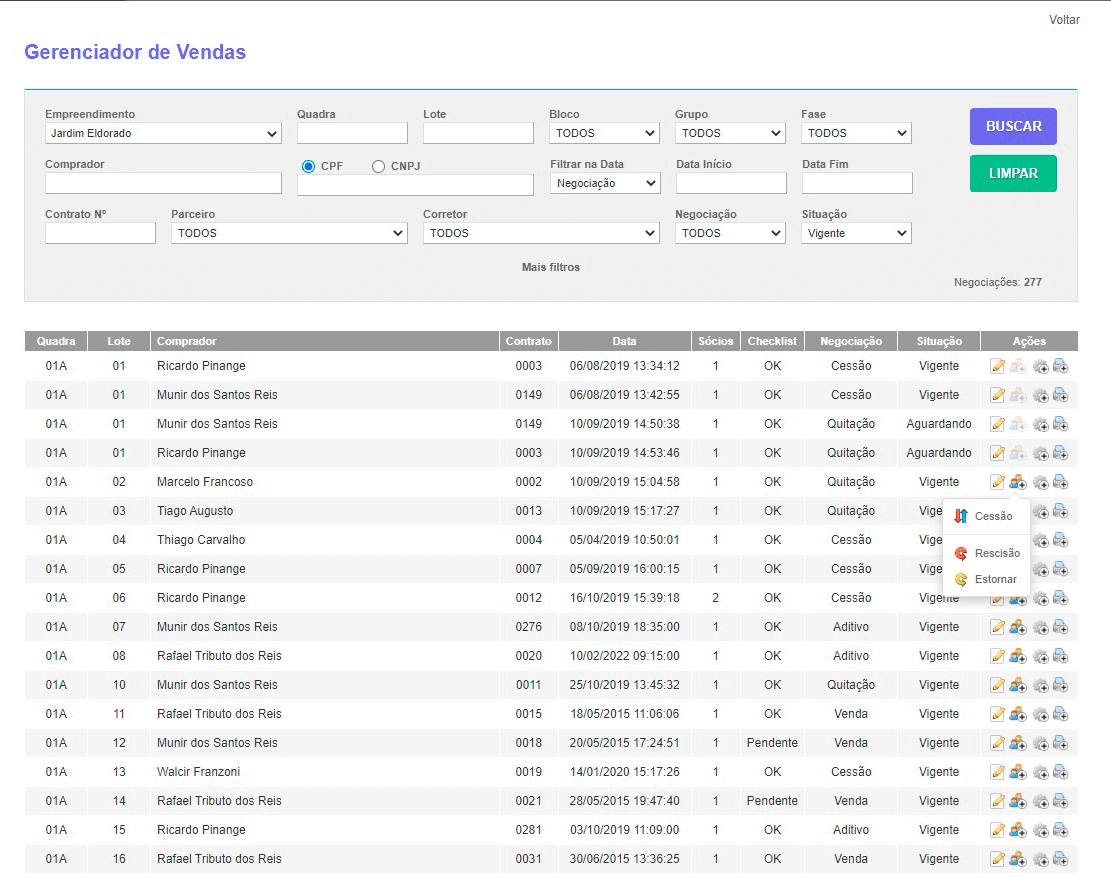 Voltar
Gerenciador de Vendas
Empreendimento Quadra Lote Bloco Grupo Fase
Jardim Eldorado TODOS TODOS TODOS BUSCAR
Comprador CPF CNPJ Filtrar na Data Data Início Data Fim
Negociação LIMPAR
Contrato Nº Parceiro Corretor Negociação Situação
TODOS TODOS TODOS Vigente
Mais filtros
Negociações: 277
Quadra Lote Comprador Contrato Data Sócios Checklist Negociação Situação Ações
01A 01 Ricardo Pinange 0003 06/08/2019 13:34:12 1 OK Cessão Vigente
01A 01 Munir dos Santos Reis 0149 06/08/2019 13:42:55 1 OK Cessão Vigente
01A 01 Munir dos Santos Reis 0149 10/09/2019 14:50:38 1 OK Quitação Aguardando
01A 01 Ricardo Pinange 0003 10/09/2019 14:53:46 1 OK Quitação Aguardando
01A 02 Marcelo Francoso 0002 10/09/2019 15:04:58 1 OK Quitação Vigente
01A 03 Tiago Augusto 0013 10/09/2019 15:17:27 1 OK Quitação Vige
Cessão
01A 04 Thiago Carvalho 0004 05/04/2019 10:50:01 1 OK Cessão Vige
Rescisão
01A 05 Ricardo Pinange 0007 05/09/2019 16:00:15 1 OK Cessão Vige
Estornar
01A 06 Ricardo Pinange 0012 16/10/2019 15:39:18 2 OK Cessão Vigente
01A 07 Munir dos Santos Reis 0276 08/10/2019 18:35:00 1 OK Aditivo Vigente
01A 08 Rafael Tributo dos Reis 0020 10/02/2022 09:15:00 1 OK Aditivo Vigente
01A 10 Munir dos Santos Reis 0011 25/10/2019 13:45:32 1 OK Quitação Vigente
01A 11 Rafael Tributo dos Reis 0015 18/05/2015 11:06:06 1 OK Venda Vigente
01A 12 Munir dos Santos Reis 0018 20/05/2015 17:24:51 1 Pendente Venda Vigente
01A 13 Walcir Franzoni 0019 14/01/2020 15:17:26 1 OK Cessão Vigente
01A 14 Rafael Tributo dos Reis 0021 28/05/2015 19:47:40 1 Pendente Venda Vigente
01A 15 Ricardo Pinange 0281 03/10/2019 11:09:00 1 OK Aditivo Vigente
01A 16 Rafael Tributo dos Reis 0031 30/06/2015 13:36:25 1 OK Venda Vigente